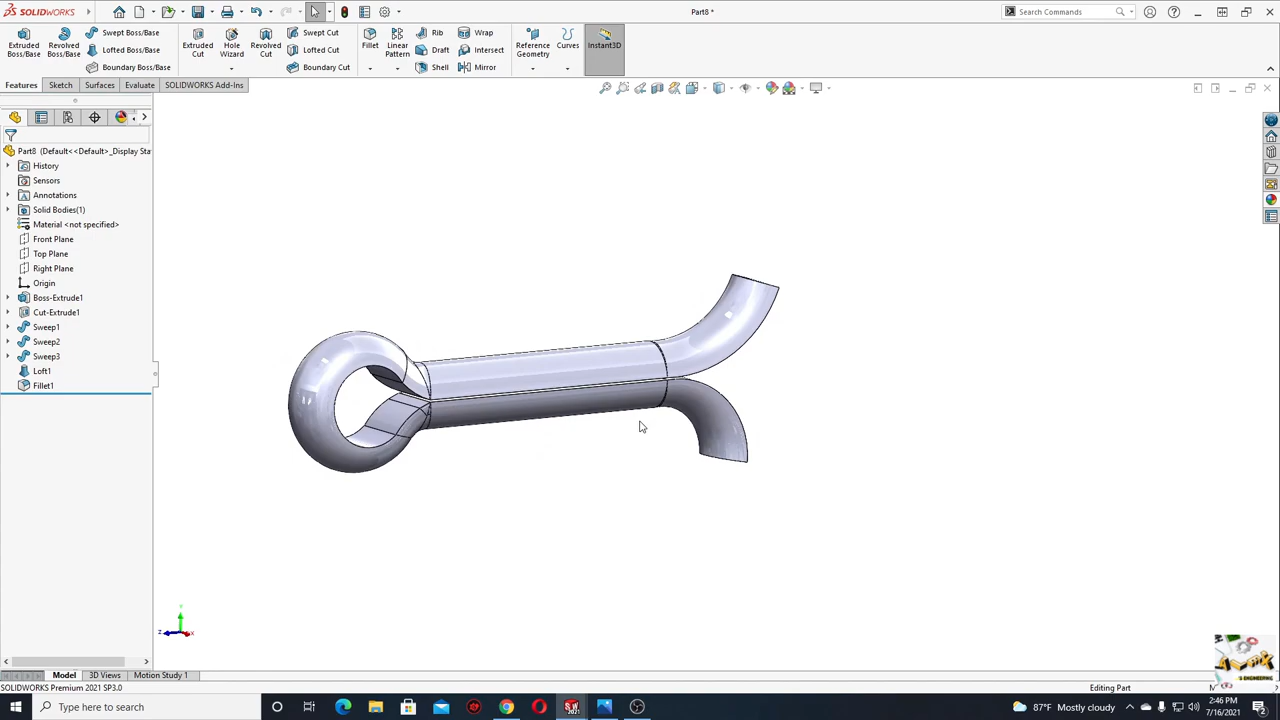 SOLIDWORKS
Part8 *
Search Commands
Extruded Boss/Base
Revolved Boss/Base
Swept Boss/Base
Lofted Boss/Base
Boundary Boss/Base
Extruded Cut
Hole Wizard
Revolved Cut
Swept Cut
Lofted Cut
Boundary Cut
Fillet
Linear Pattern
Rib
Draft
Shell
Wrap
Intersect
Mirror
Reference Geometry
Curves
Instant3D
Features
Sketch
Surfaces
Evaluate
SOLIDWORKS Add-Ins
Part8 (Default<<Default>_Display Sta
History
Sensors
Annotations
Solid Bodies(1)
Material <not specified>
Front Plane
Top Plane
Right Plane
Origin
Boss-Extrude1
Cut-Extrude1
Sweep1
Sweep2
Sweep3
Loft1
Fillet1
Model
3D Views
Motion Study 1
SOLIDWORKS Premium 2021 SP3.0
Editing Part
Type here to search
87°F Mostly cloudy
2:46 PM
7/16/2021